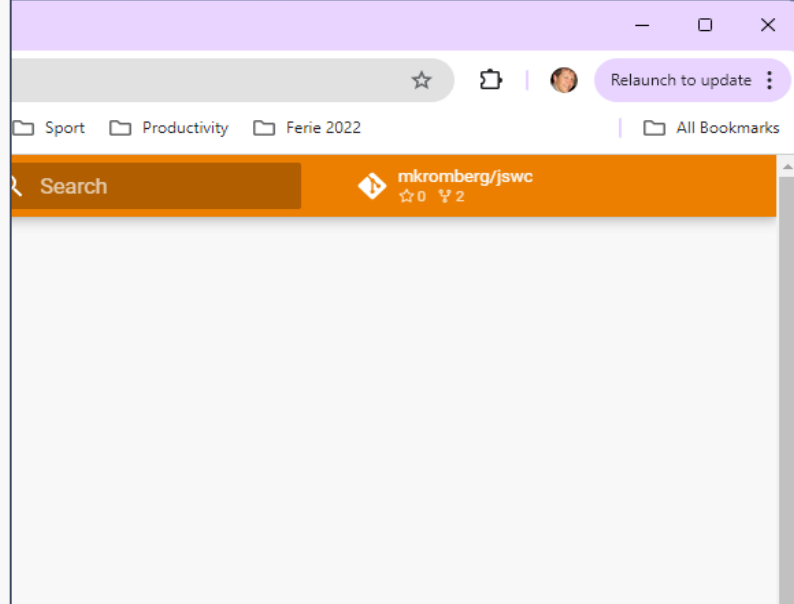 Relaunch to update
Sport Productivity Ferie 2022 All Bookmarks
Search
mkromberg/jswc
0 2